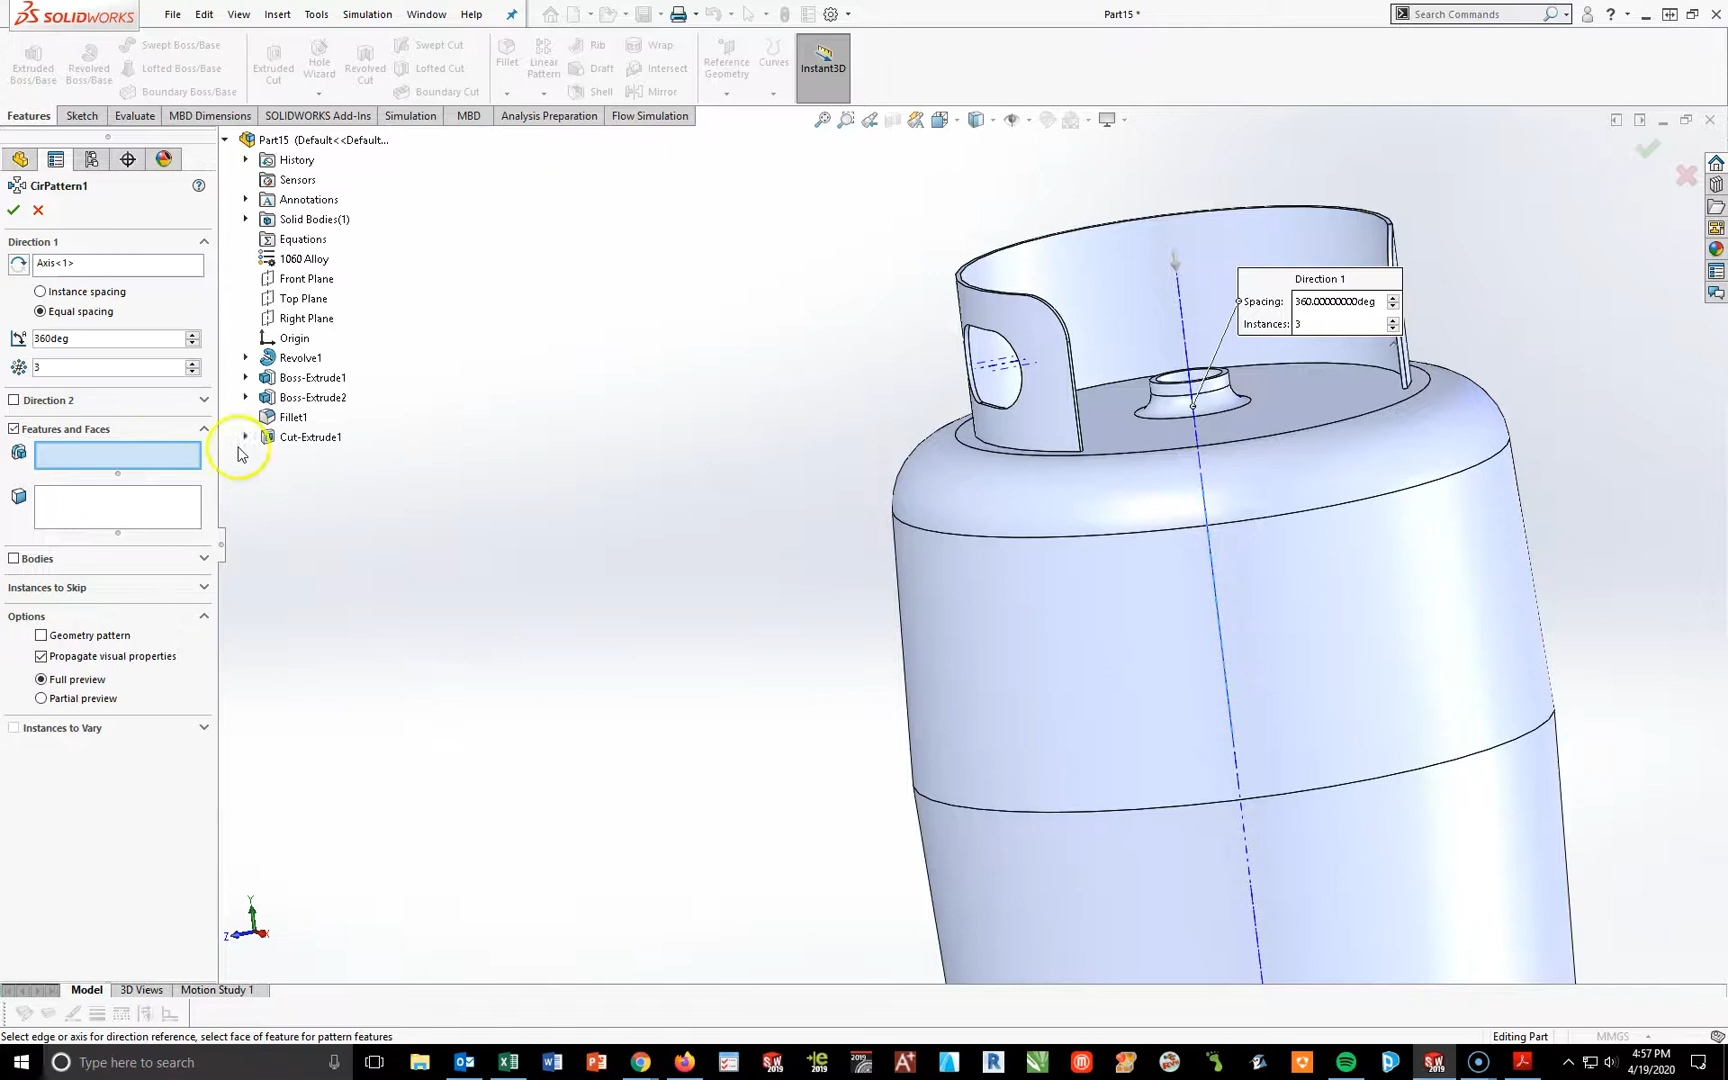 SOLIDWORKS File Edit View Insert Tools Simulation Window Help Part15 * Search Commands
Extruded Boss/Base Revolved Boss/Base Swept Boss/Base Lofted Boss/Base Boundary Boss/Base Extruded Cut Hole Wizard Revolved Cut Swept Cut Lofted Cut Boundary Cut Fillet Linear Pattern Rib Draft Shell Wrap Intersect Mirror Reference Geometry Curves Instant3D
Features Sketch Evaluate MBD Dimensions SOLIDWORKS Add-Ins Simulation MBD Analysis Preparation Flow Simulation
CirPattern1
Direction 1
Axis<1>
Instance spacing
Equal spacing
360deg
3
Direction 2
Features and Faces
Bodies
Instances to Skip
Options
Geometry pattern
Propagate visual properties
Full preview
Partial preview
Instances to Vary
Part15 (Default<<Default...
History
Sensors
Annotations
Solid Bodies(1)
Equations
1060 Alloy
Front Plane
Top Plane
Right Plane
Origin
Revolve1
Boss-Extrude1
Boss-Extrude2
Fillet1
Cut-Extrude1
Direction 1
Spacing: 360.00000000deg
Instances: 3
Y
Z X
Model 3D Views Motion Study 1
Select edge or axis for direction reference, select face of feature for pattern features Editing Part MMGS
Type here to search 4:57 PM
4/19/2020